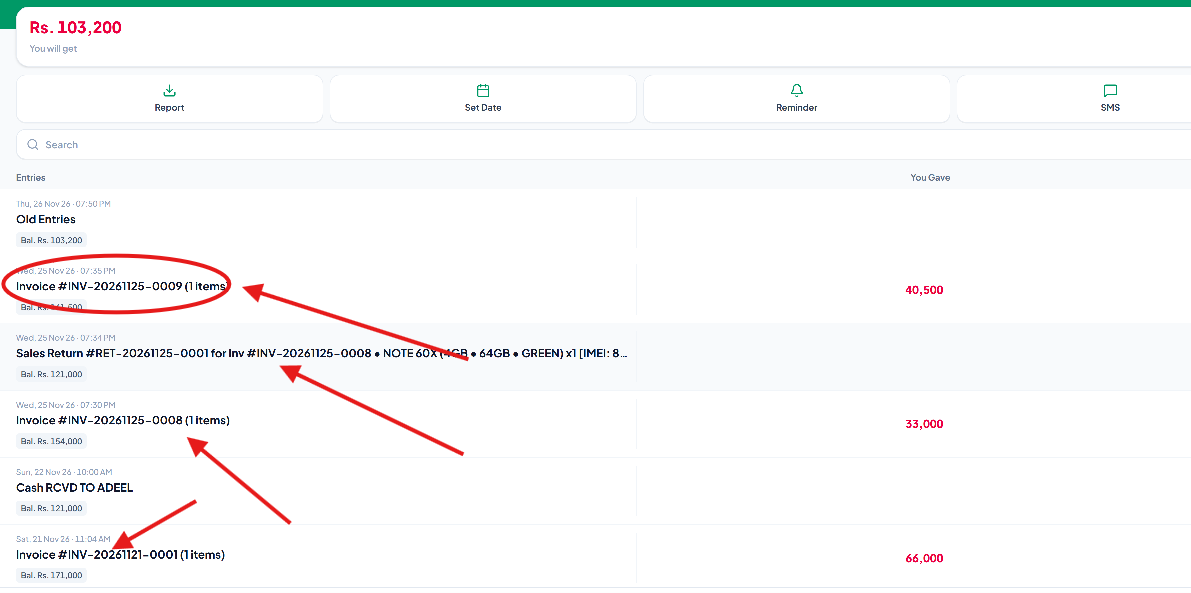 Rs. 103,200
You will get
Report
Set Date
Reminder
SMS
Search
Entries
You Gave
Thu, 26 Nov 26 · 07:50 PM
Old Entries
Bal. Rs. 103,200
Wed, 25 Nov 26 · 07:35 PM
Invoice #INV-20261125-0009 (1 items)
40,500
Bal. Rs. 161,500
Wed, 25 Nov 26 · 07:34 PM
Sales Return #RET-20261125-0001 for Inv #INV-20261125-0008 ● NOTE 60X (4GB ● 64GB ● GREEN) x1 [IMEI: 8...
Bal. Rs. 121,000
Wed, 25 Nov 26 · 07:30 PM
Invoice #INV-20261125-0008 (1 items)
33,000
Bal. Rs. 154,000
Sun, 22 Nov 26 · 10:00 AM
Cash RCVD TO ADEEL
Bal. Rs. 121,000
Sat, 21 Nov 26 · 11:04 AM
Invoice #INV-20261121-0001 (1 items)
66,000
Bal. Rs. 171,000